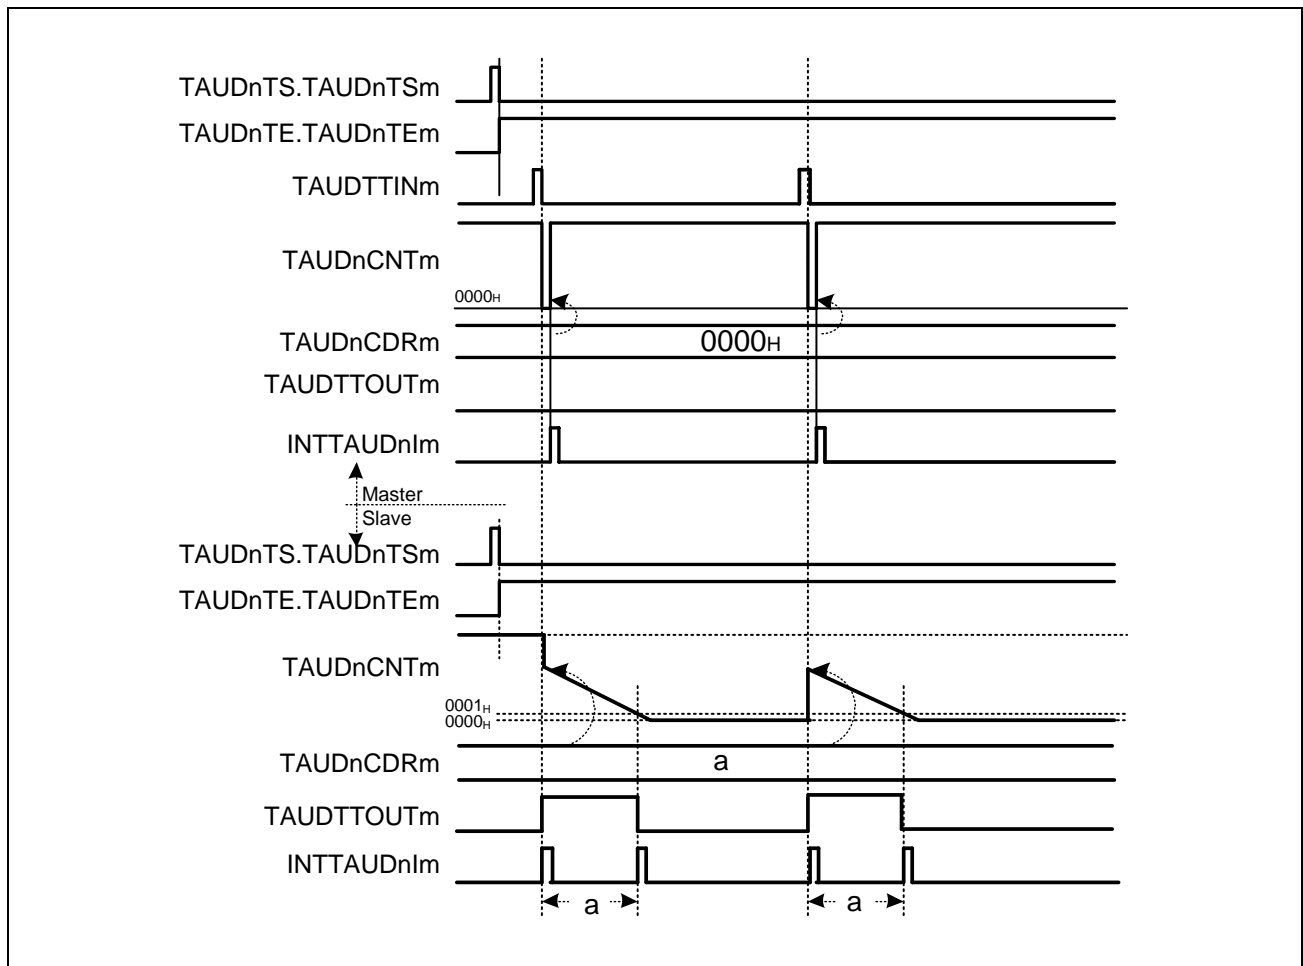 TAUDnTS.TAUDnTSm
TAUDnTE.TAUDnTEm
TAUDTTINm
TAUDnCNTm
0000H
TAUDnCDRm
0000H
TAUDTTOUTm
INTTAUDnIm
Master
Slave
TAUDnTS.TAUDnTSm
TAUDnTE.TAUDnTEm
TAUDnCNTm
0001H
0000H
TAUDnCDRm
a
TAUDTTOUTm
INTTAUDnIm
a a